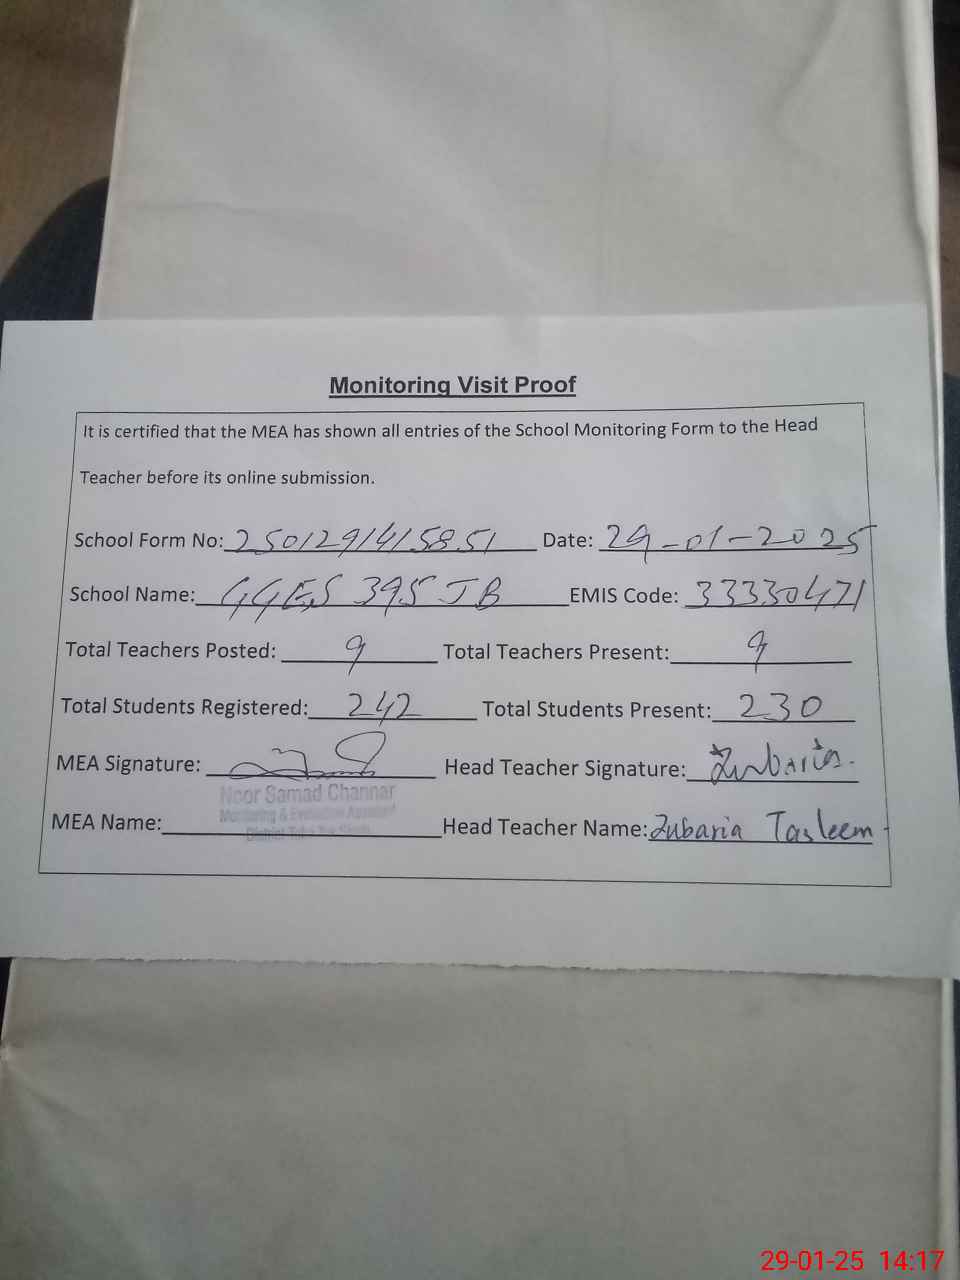 Monitoring Visit Proof
It is certified that the MEA has shown all entries of the School Monitoring Form to the Head
Teacher before its online submission.
School Form No: 2501291415851 Date: 29-01-2025
School Name: GGES 395 JB EMIS Code: 33330471
Total Teachers Posted: 9 Total Teachers Present: 9
Total Students Registered: 242 Total Students Present: 230
MEA Signature: Head Teacher Signature: Zubaria.
Noor Samad Channar
Monitoring & Evaluation Assistant
District
MEA Name: Head Teacher Name: Zubaria Tasleem
29-01-25 14:17